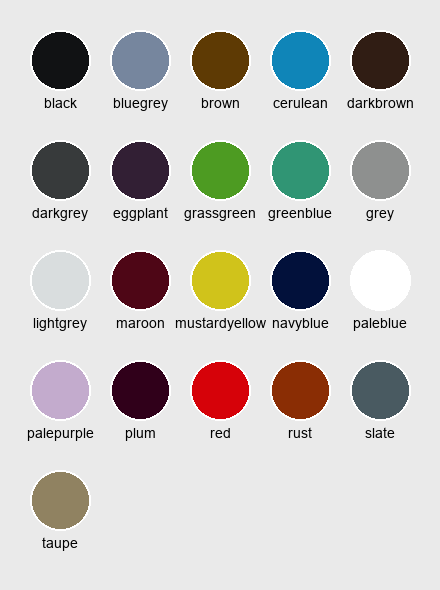 black bluegrey brown cerulean darkbrown
darkgrey eggplant grassgreen greenblue grey
lightgrey maroon mustardyellow navyblue paleblue
palepurple plum red rust slate
taupe